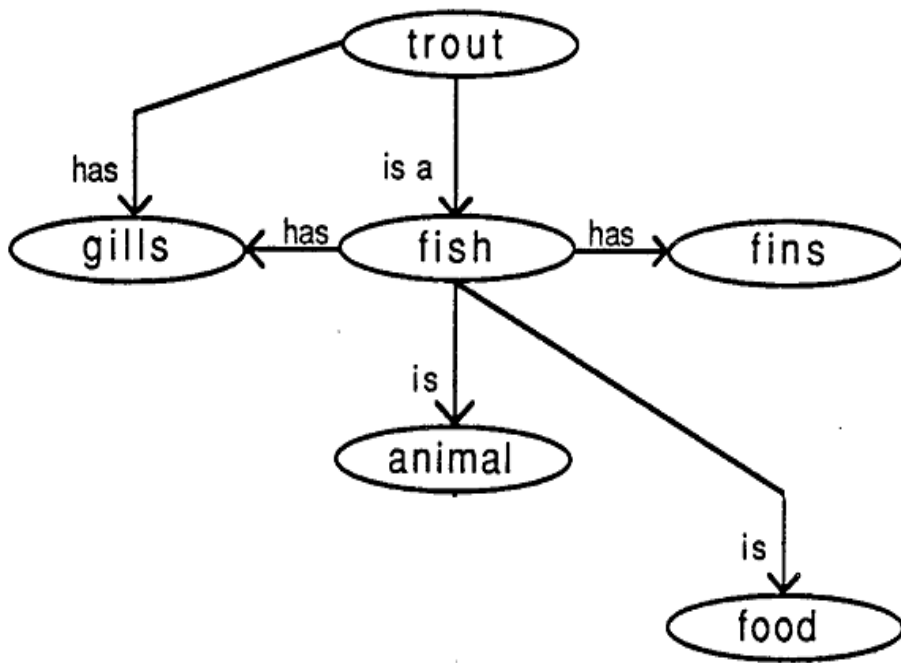 trout
has
is a
gills
has
fish
has
fins
is
animal
is
food